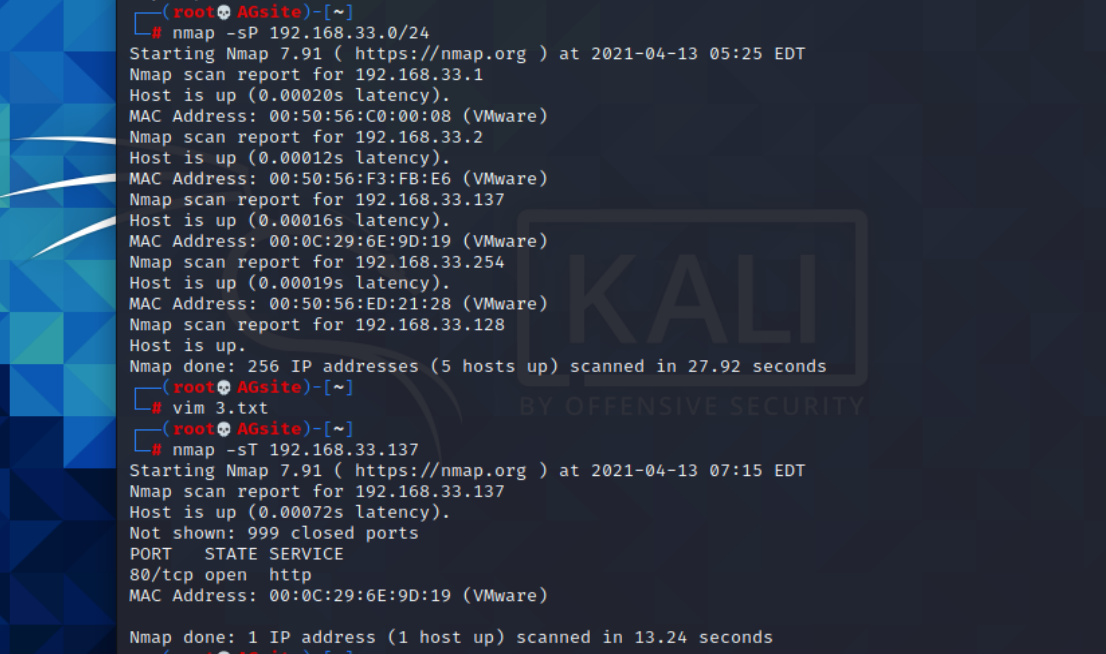 ┌──(root💀AGsite)-[~]
└─# nmap -sP 192.168.33.0/24
Starting Nmap 7.91 ( https://nmap.org ) at 2021-04-13 05:25 EDT
Nmap scan report for 192.168.33.1
Host is up (0.00020s latency).
MAC Address: 00:50:56:C0:00:08 (VMware)
Nmap scan report for 192.168.33.2
Host is up (0.00012s latency).
MAC Address: 00:50:56:F3:FB:E6 (VMware)
Nmap scan report for 192.168.33.137
Host is up (0.00016s latency).
MAC Address: 00:0C:29:6E:9D:19 (VMware)
Nmap scan report for 192.168.33.254
Host is up (0.00019s latency).
MAC Address: 00:50:56:ED:21:28 (VMware)
Nmap scan report for 192.168.33.128
Host is up.
Nmap done: 256 IP addresses (5 hosts up) scanned in 27.92 seconds
┌──(root💀AGsite)-[~]
└─# vim 3.txt
┌──(root💀AGsite)-[~]
└─# nmap -sT 192.168.33.137
Starting Nmap 7.91 ( https://nmap.org ) at 2021-04-13 07:15 EDT
Nmap scan report for 192.168.33.137
Host is up (0.00072s latency).
Not shown: 999 closed ports
PORT   STATE SERVICE
80/tcp open  http
MAC Address: 00:0C:29:6E:9D:19 (VMware)
Nmap done: 1 IP address (1 host up) scanned in 13.24 seconds
KALI
BY OFFENSIVE SECURITY